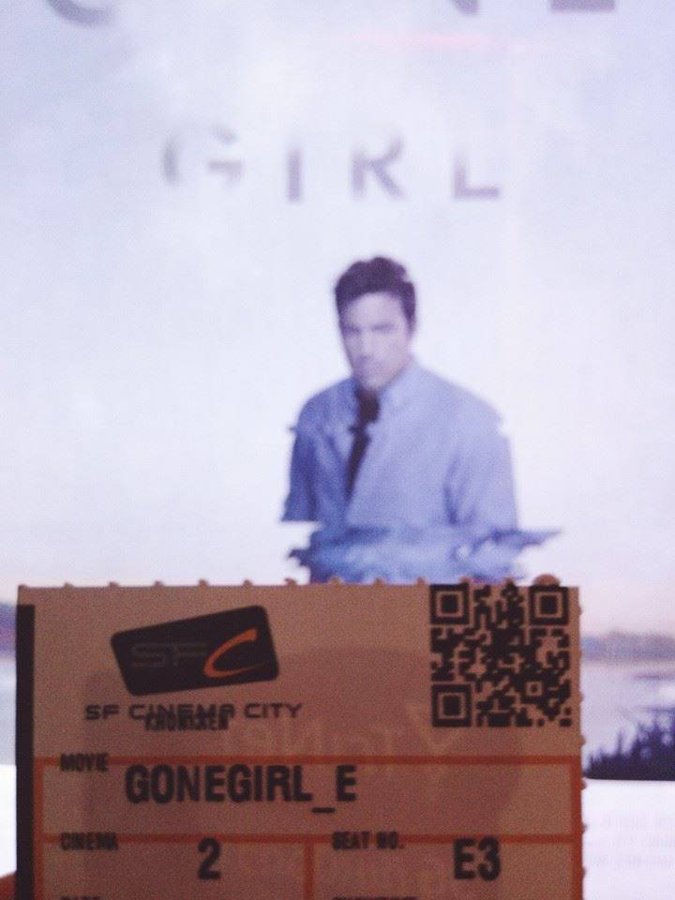 GIRL
SFC
SF CINEMA CITY
MOVIE
GONEGIRL_E
CINEMA
2
SEAT NO.
E3